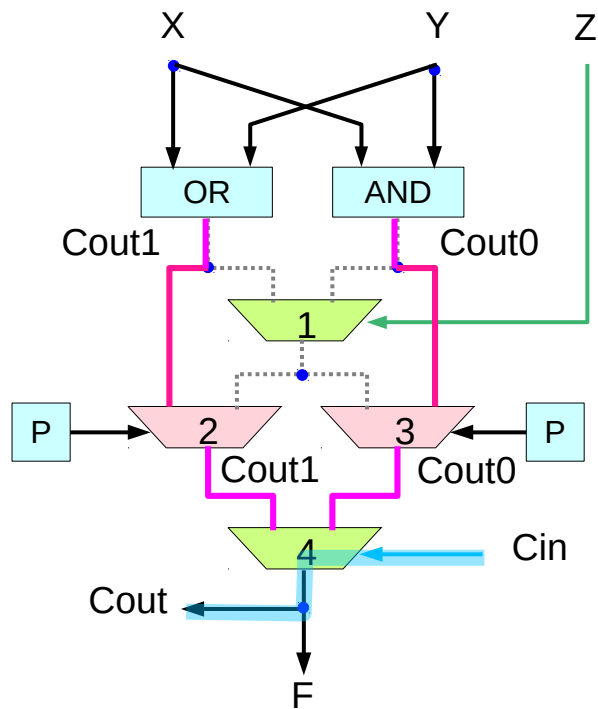 X Y Z
OR AND
Cout1 Cout0
1
P 2 3 P
Cout1 Cout0
4 Cin
Cout
F